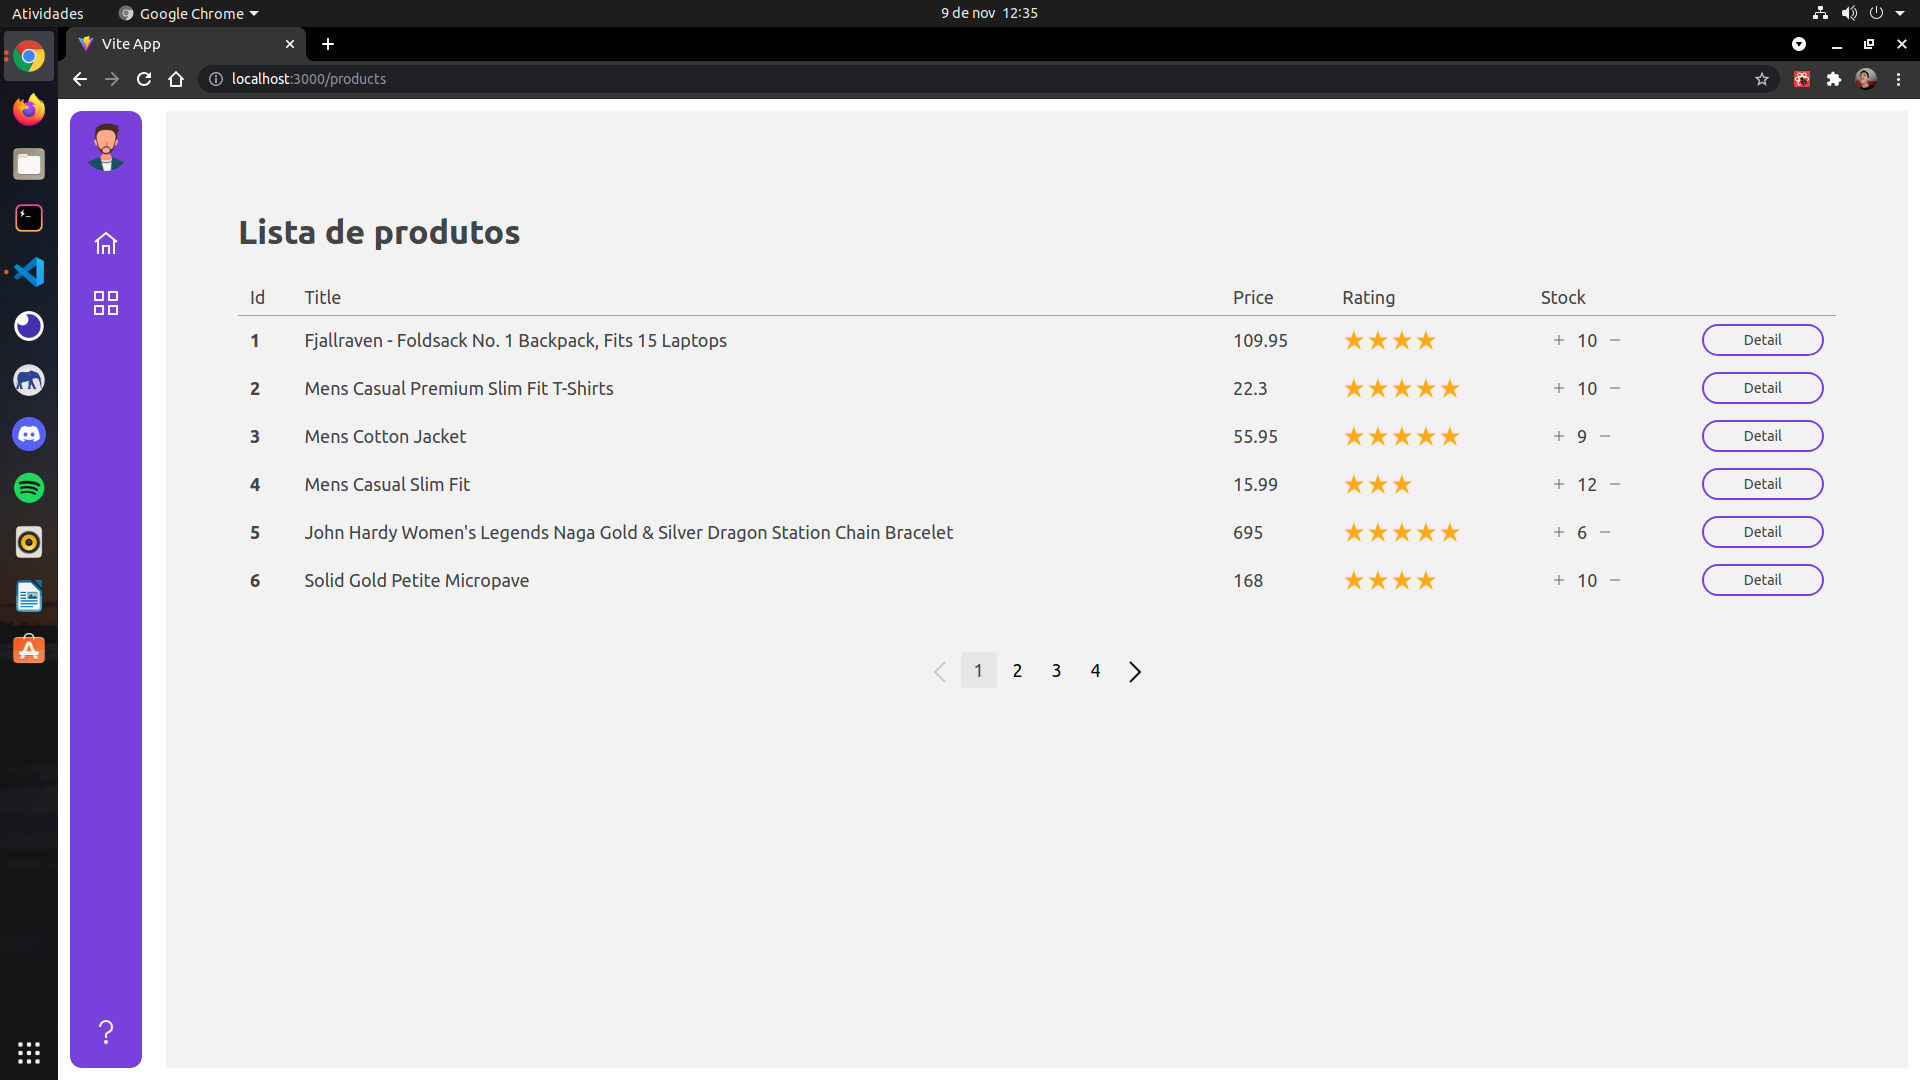 Atividades Google Chrome 9 de nov 12:35
Vite App
localhost:3000/products
Lista de produtos
Id Title Price Rating Stock
1 Fjallraven - Foldsack No. 1 Backpack, Fits 15 Laptops 109.95 ★★★★ + 10 − Detail
2 Mens Casual Premium Slim Fit T-Shirts 22.3 ★★★★★ + 10 − Detail
3 Mens Cotton Jacket 55.95 ★★★★★ + 9 − Detail
4 Mens Casual Slim Fit 15.99 ★★★ + 12 − Detail
5 John Hardy Women's Legends Naga Gold & Silver Dragon Station Chain Bracelet 695 ★★★★★ + 6 − Detail
6 Solid Gold Petite Micropave 168 ★★★★ + 10 − Detail
1 2 3 4
?